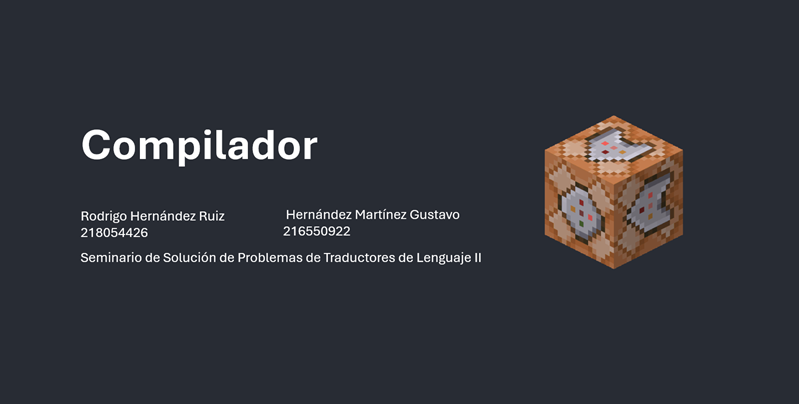 Compilador
Rodrigo Hernández Ruiz
218054426
Hernández Martínez Gustavo
216550922
Seminario de Solución de Problemas de Traductores de Lenguaje II